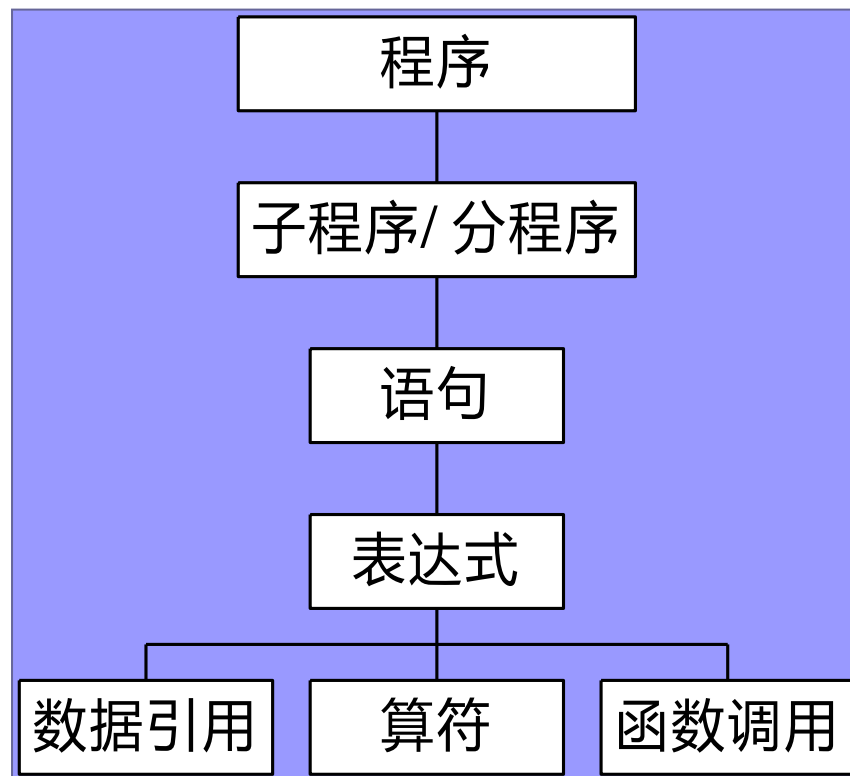 程序
子程序/ 分程序
语句
表达式
数据引用
算符
函数调用